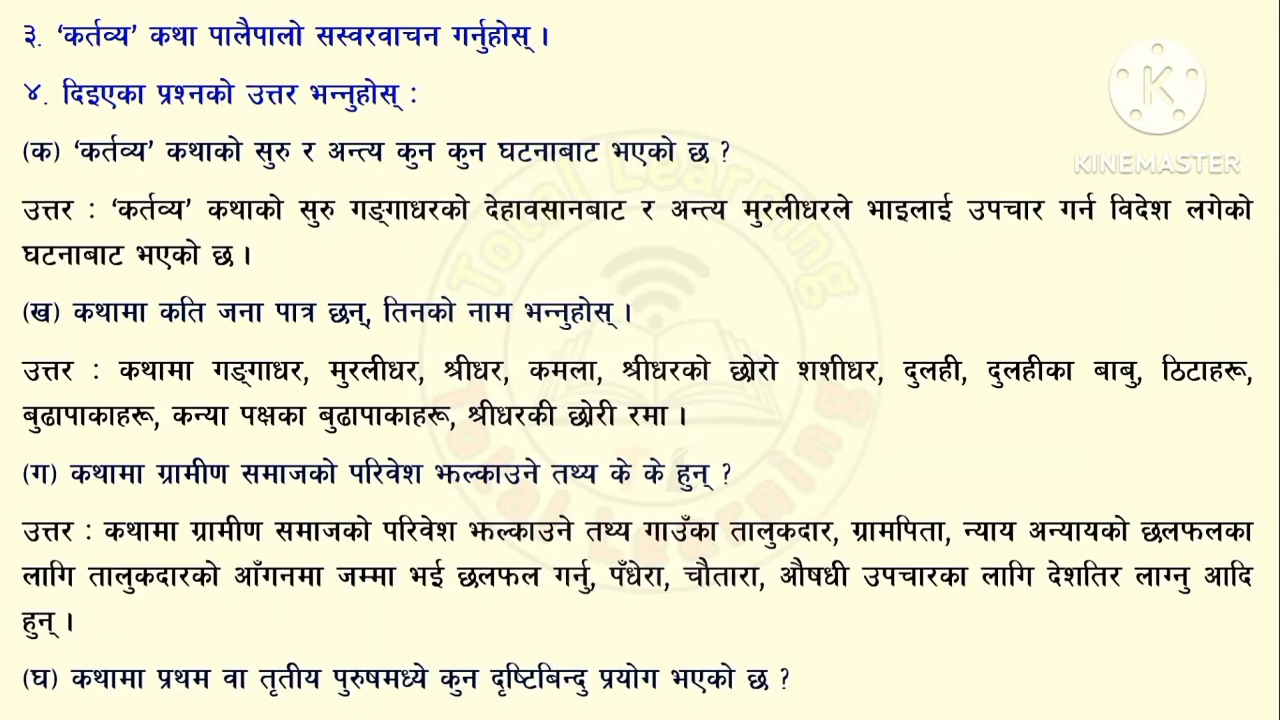 ३. ‘कर्तव्य’ कथा पालैपालो सस्वरवाचन गर्नुहोस् ।
४. दिइएका प्रश्नको उत्तर भन्नुहोस् :
K
KINEMASTER
(क) ‘कर्तव्य’ कथाको सुरु र अन्त्य कुन कुन घटनाबाट भएको छ ?
उत्तर : ‘कर्तव्य’ कथाको सुरु गङ्गाधरको देहावसानबाट र अन्त्य मुरलीधरले भाइलाई उपचार गर्न विदेश लगेको
घटनाबाट भएको छ ।
(ख) कथामा कति जना पात्र छन्, तिनको नाम भन्नुहोस् ।
उत्तर : कथामा गङ्गाधर, मुरलीधर, श्रीधर, कमला, श्रीधरको छोरो शशीधर, दुलही, दुलहीका बाबु, ठिटाहरू,
बुढापाकाहरू, कन्या पक्षका बुढापाकाहरू, श्रीधरकी छोरी रमा ।
(ग) कथामा ग्रामीण समाजको परिवेश झल्काउने तथ्य के के हुन् ?
उत्तर : कथामा ग्रामीण समाजको परिवेश झल्काउने तथ्य गाउँका तालुकदार, ग्रामपिता, न्याय अन्यायको छलफलका
लागि तालुकदारको आँगनमा जम्मा भई छलफल गर्नु, पँधेरा, चौतारा, औषधी उपचारका लागि देशतिर लाग्नु आदि
हुन् ।
(घ) कथामा प्रथम वा तृतीय पुरुषमध्ये कुन दृष्टिबिन्दु प्रयोग भएको छ ?
Total Learning
Total Learning